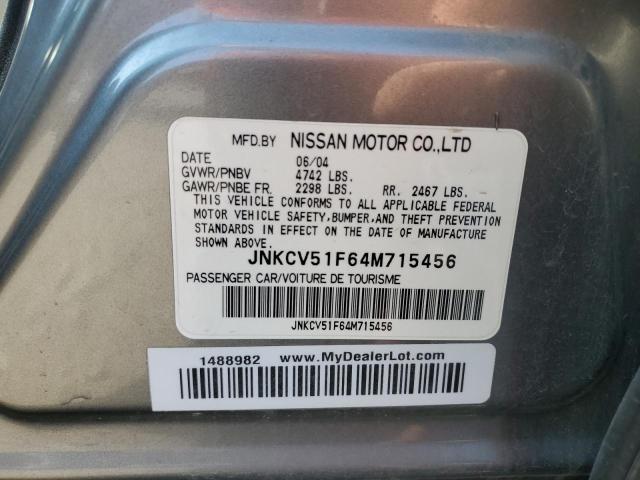 MFD.BY NISSAN MOTOR CO.,LTD
DATE 06/04
GVWR/PNBV 4742 LBS.
GAWR/PNBE FR. 2298 LBS. RR. 2467 LBS.
THIS VEHICLE CONFORMS TO ALL APPLICABLE FEDERAL
MOTOR VEHICLE SAFETY,BUMPER,AND THEFT PREVENTION
STANDARDS IN EFFECT ON THE DATE OF MANUFACTURE
SHOWN ABOVE.
JNKCV51F64M715456
PASSENGER CAR/VOITURE DE TOURISME
JNKCV51F64M715456
1488982 www.MyDealerLot.com